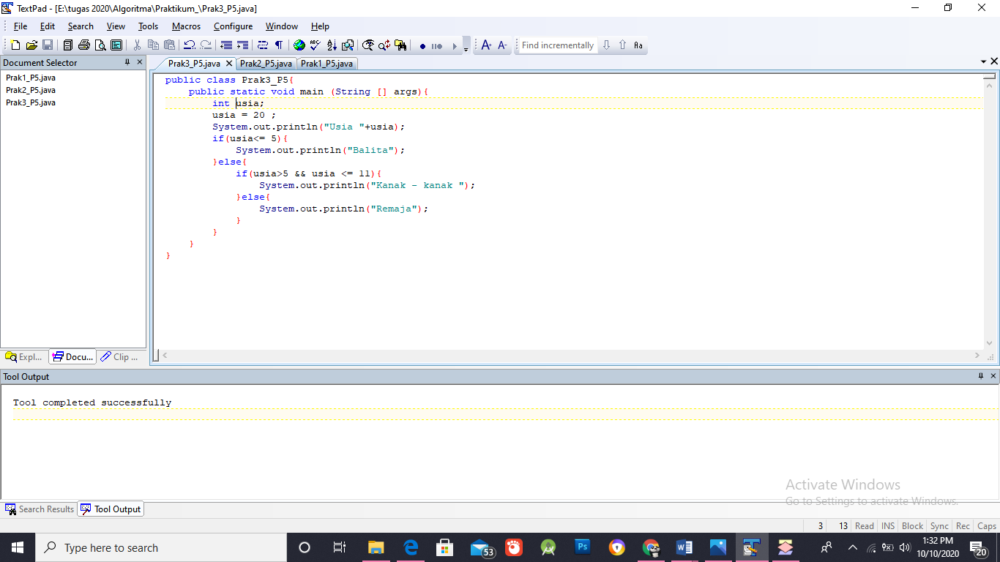 TextPad - [E:\tugas 2020\Algoritma\Praktikum_\Prak3_P5.java]
File Edit Search View Tools Macros Configure Window Help
Find incrementally
Document Selector
Prak1_P5.java
Prak2_P5.java
Prak3_P5.java
Expl... Docu... Clip ...
Prak3_P5.java Prak2_P5.java Prak1_P5.java
public class Prak3_P5{
    public static void main (String [] args){
        int usia;
        usia = 20 ;
        System.out.println("Usia "+usia);
        if(usia<= 5){
            System.out.println("Balita");
        }else{
            if(usia>5 && usia <= 11){
                System.out.println("Kanak - kanak ");
            }else{
                System.out.println("Remaja");
            }
        }
    }
}
Tool Output
Tool completed successfully
Activate Windows
Go to Settings to activate Windows.
Search Results Tool Output
3 13 Read INS Block Sync Rec Caps
Type here to search
53
Ps
1:32 PM
10/10/2020
20